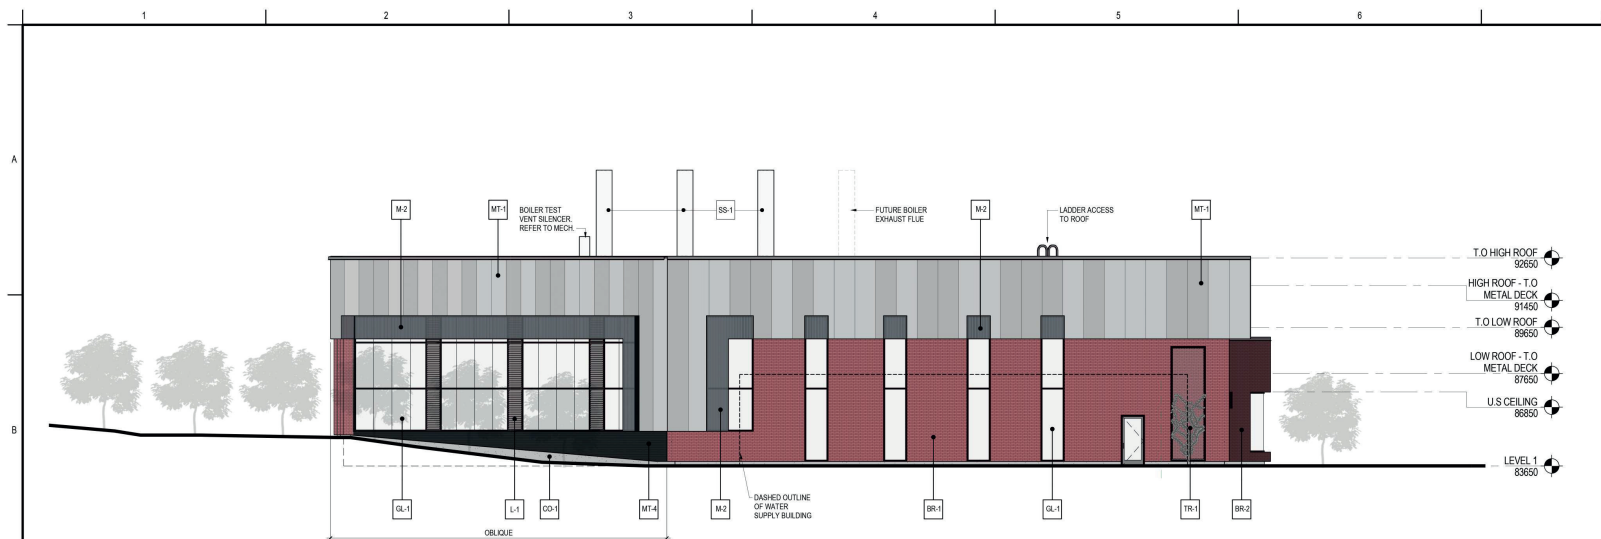 1 2 3 4 5 6
A
M-2
MT-1
BOILER TEST
VENT SILENCER.
REFER TO MECH.
SS-1
FUTURE BOILER
EXHAUST FLUE
M-2
LADDER ACCESS
TO ROOF
MT-1
T.O HIGH ROOF
92650
HIGH ROOF - T.O
METAL DECK
91450
T.O LOW ROOF
89650
LOW ROOF - T.O
METAL DECK
87650
U.S CEILING
86850
B
LEVEL 1
83650
GL-1
L-1
CO-1
MT-4
M-2
DASHED OUTLINE
OF WATER
SUPPLY BUILDING
BR-1
GL-1
TR-1
BR-2
OBLIQUE